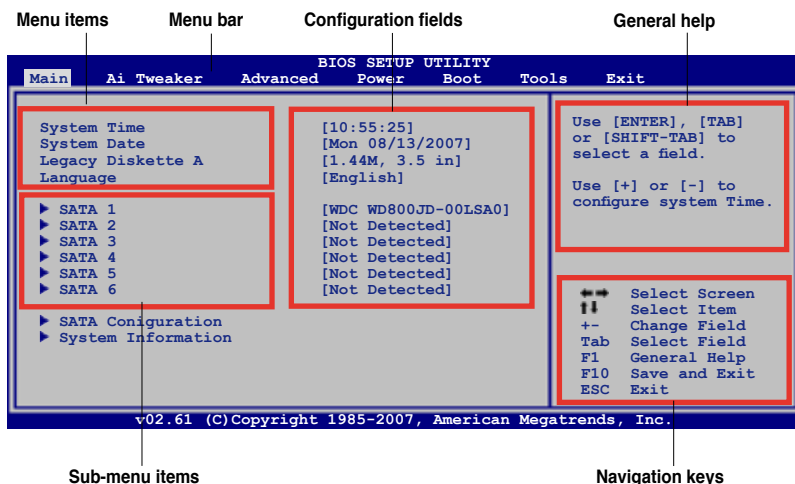 Menu items Menu bar Configuration fields General help
BIOS SETUP UTILITY
Main Ai Tweaker Advanced Power Boot Tools Exit
System Time [10:55:25]
System Date [Mon 08/13/2007]
Legacy Diskette A [1.44M, 3.5 in]
Language [English]
SATA 1 [WDC WD800JD-00LSA0]
SATA 2 [Not Detected]
SATA 3 [Not Detected]
SATA 4 [Not Detected]
SATA 5 [Not Detected]
SATA 6 [Not Detected]
SATA Coniguration
System Information
Use [ENTER], [TAB]
or [SHIFT-TAB] to
select a field.
Use [+] or [-] to
configure system Time.
Select Screen
Select Item
+- Change Field
Tab Select Field
F1 General Help
F10 Save and Exit
ESC Exit
v02.61 (C)Copyright 1985-2007, American Megatrends, Inc.
Sub-menu items Navigation keys